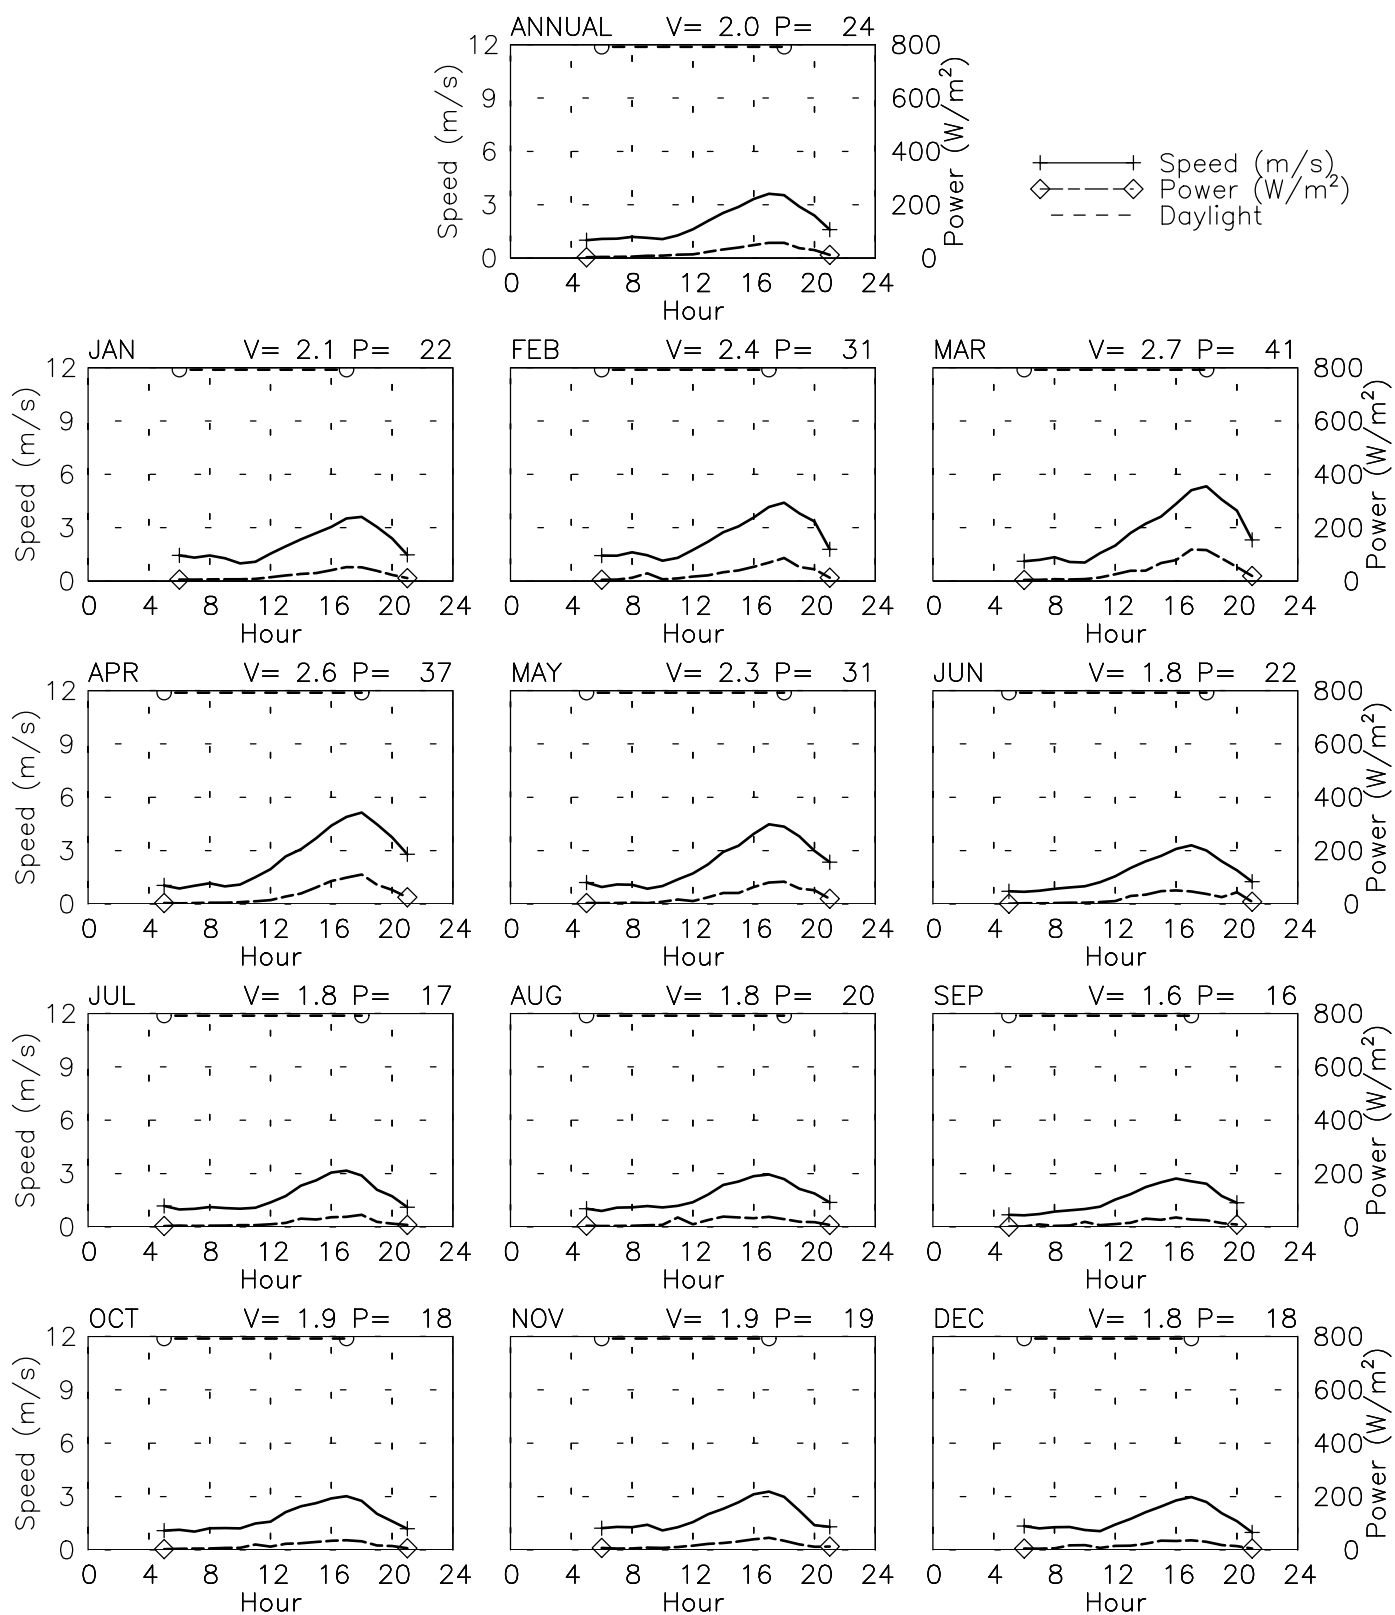 ANNUAL V= 2.0 P= 24
12 800
9 600
6 400
3 200
0 0
Speed (m/s)
Power (W/m²)
0 4 8 12 16 20 24
Hour
Speed (m/s)
Power (W/m²)
Daylight
JAN V= 2.1 P= 22 FEB V= 2.4 P= 31 MAR V= 2.7 P= 41
12 800
9 600
6 400
3 200
0 0
Speed (m/s)
Power (W/m²)
0 4 8 12 16 20 24 0 4 8 12 16 20 24 0 4 8 12 16 20 24
Hour Hour Hour
APR V= 2.6 P= 37 MAY V= 2.3 P= 31 JUN V= 1.8 P= 22
12 800
9 600
6 400
3 200
0 0
Speed (m/s)
Power (W/m²)
0 4 8 12 16 20 24 0 4 8 12 16 20 24 0 4 8 12 16 20 24
Hour Hour Hour
JUL V= 1.8 P= 17 AUG V= 1.8 P= 20 SEP V= 1.6 P= 16
12 800
9 600
6 400
3 200
0 0
Speed (m/s)
Power (W/m²)
0 4 8 12 16 20 24 0 4 8 12 16 20 24 0 4 8 12 16 20 24
Hour Hour Hour
OCT V= 1.9 P= 18 NOV V= 1.9 P= 19 DEC V= 1.8 P= 18
12 800
9 600
6 400
3 200
0 0
Speed (m/s)
Power (W/m²)
0 4 8 12 16 20 24 0 4 8 12 16 20 24 0 4 8 12 16 20 24
Hour Hour Hour